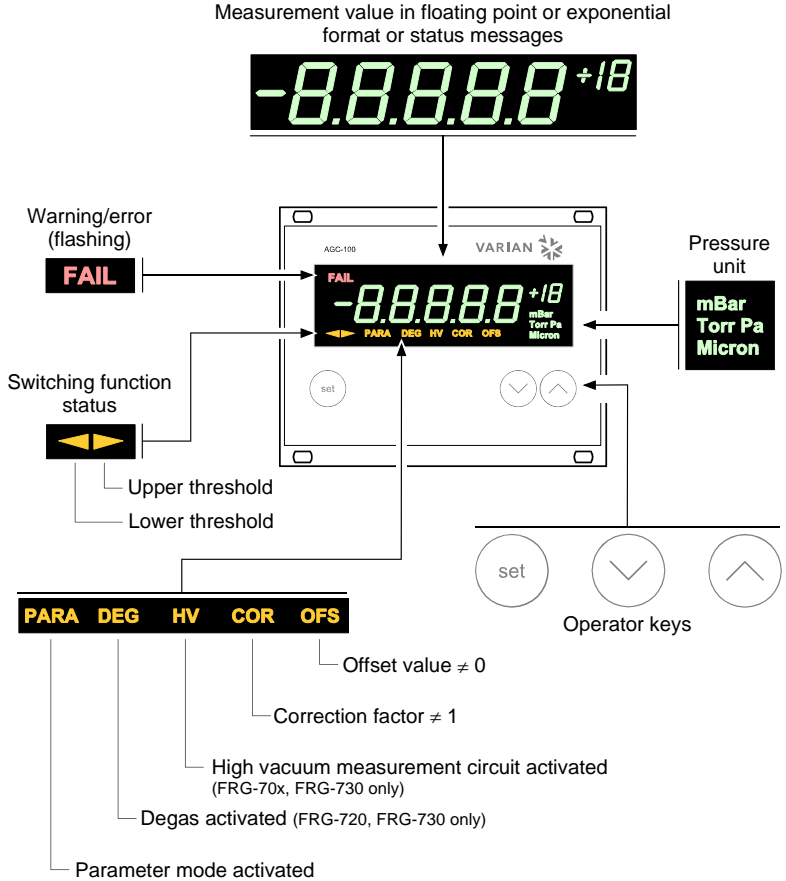 Measurement value in floating point or exponential
format or status messages
-8.8.8.8.8 +18
Warning/error
(flashing)
FAIL
AGC-100
VARIAN
FAIL
-8.8.8.8.8 +18
mBar
Torr Pa
Micron
PARA DEG HV COR OFS
set
Pressure
unit
mBar
Torr Pa
Micron
Switching function
status
Upper threshold
Lower threshold
set
Operator keys
PARA DEG HV COR OFS
Offset value ≠ 0
Correction factor ≠ 1
High vacuum measurement circuit activated
(FRG-70x, FRG-730 only)
Degas activated (FRG-720, FRG-730 only)
Parameter mode activated